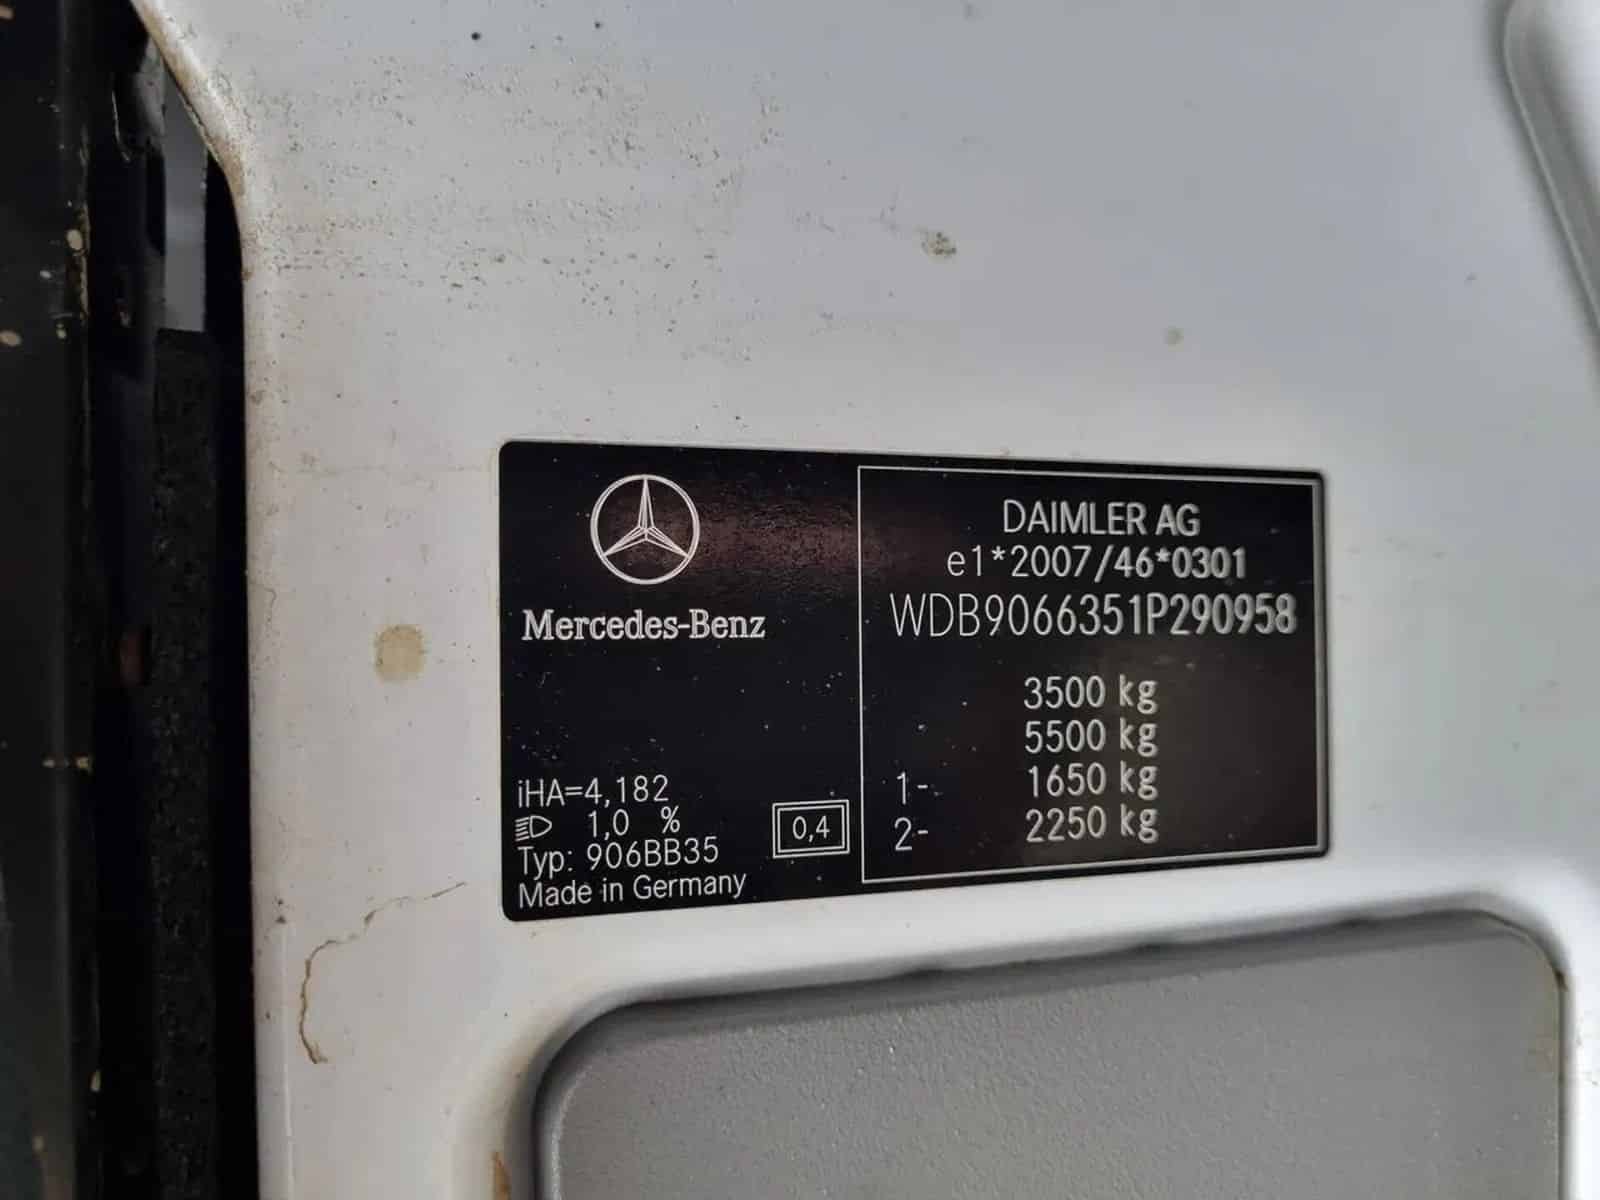 Mercedes-Benz
iHA=4,182
1,0 %
Typ: 906BB35
Made in Germany
0,4
DAIMLER AG
e1*2007/46*0301
WDB9066351P290958
3500 kg
5500 kg
1- 1650 kg
2- 2250 kg